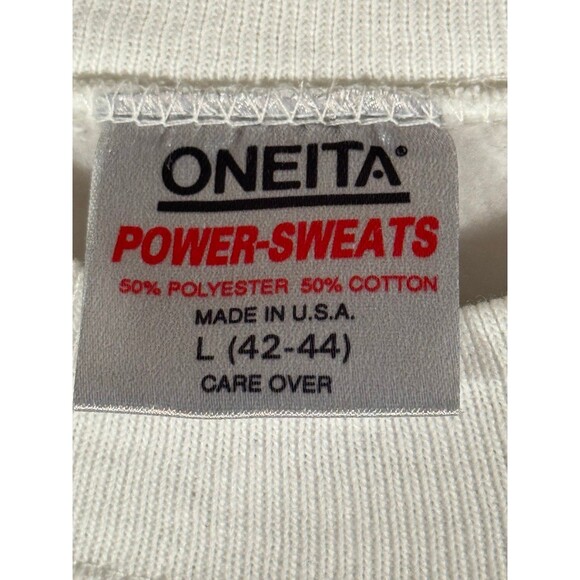 ONEITA®
POWER-SWEATS
50% POLYESTER 50% COTTON
MADE IN U.S.A.
L (42-44)
CARE OVER